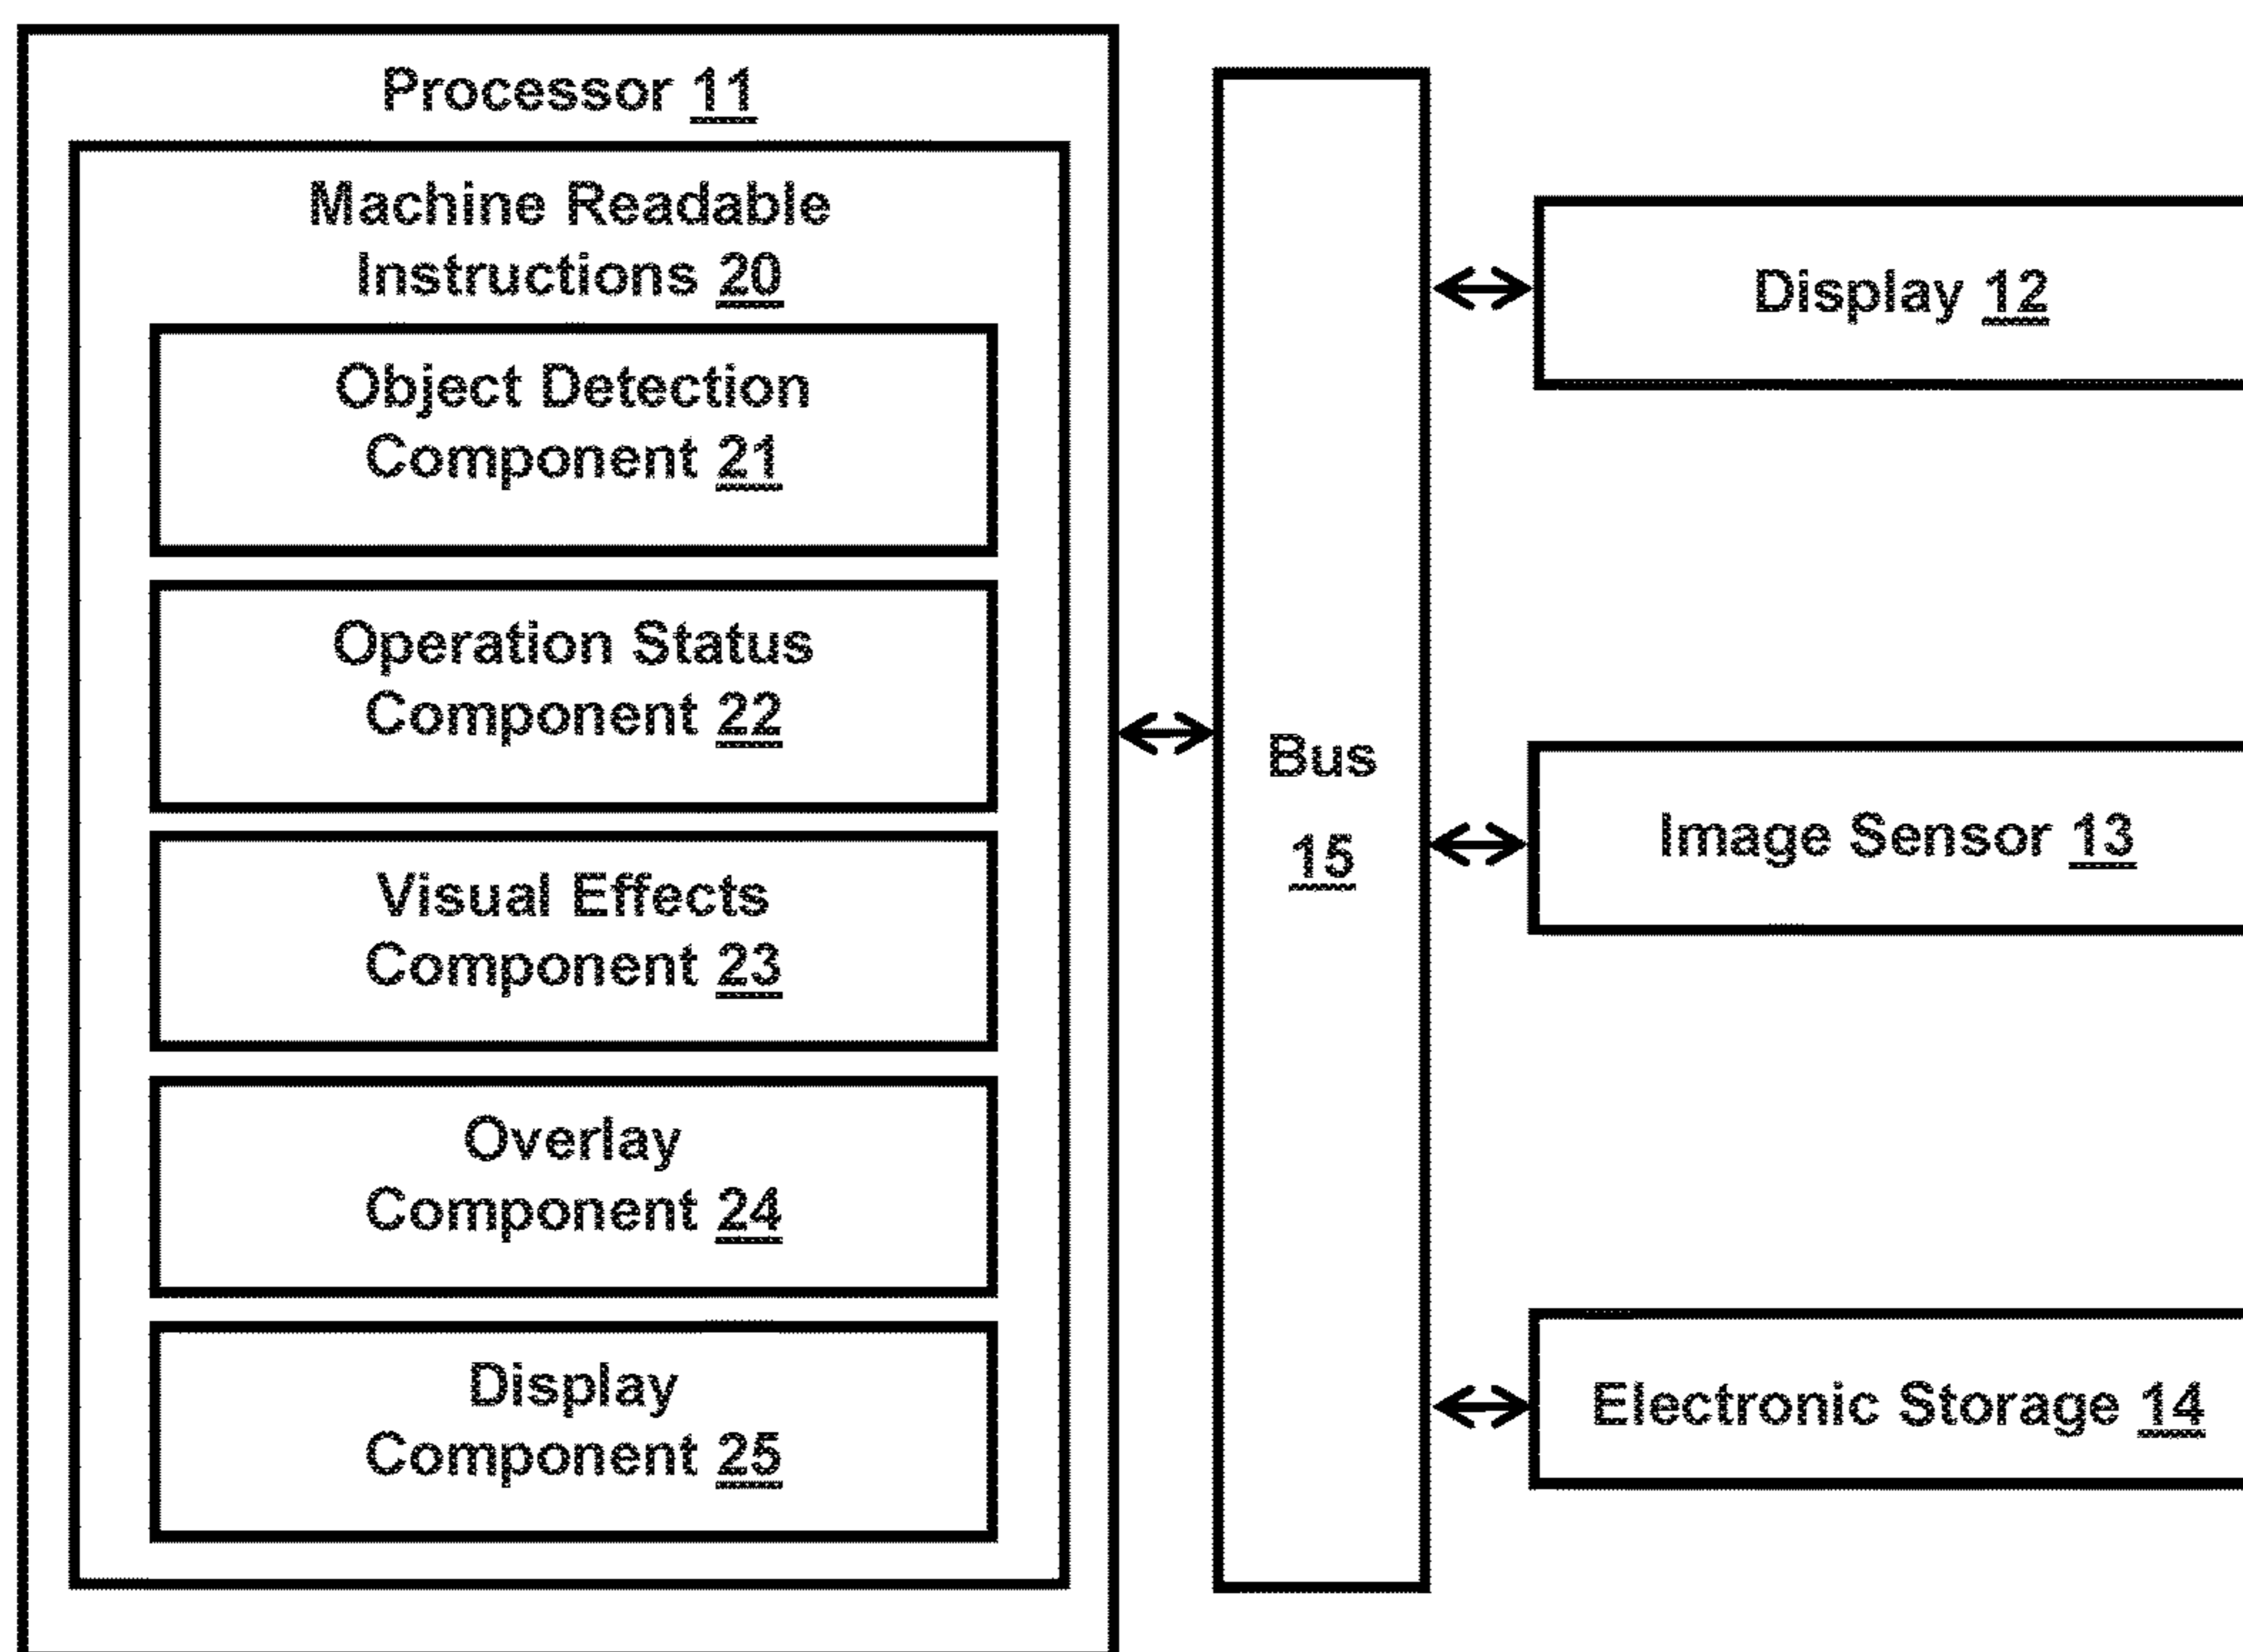 Processor 11
Machine Readable
Instructions 20
Object Detection
Component 21
Operation Status
Component 22
Visual Effects
Component 23
Overlay
Component 24
Display
Component 25
Bus
15
Display 12
Image Sensor 13
Electronic Storage 14